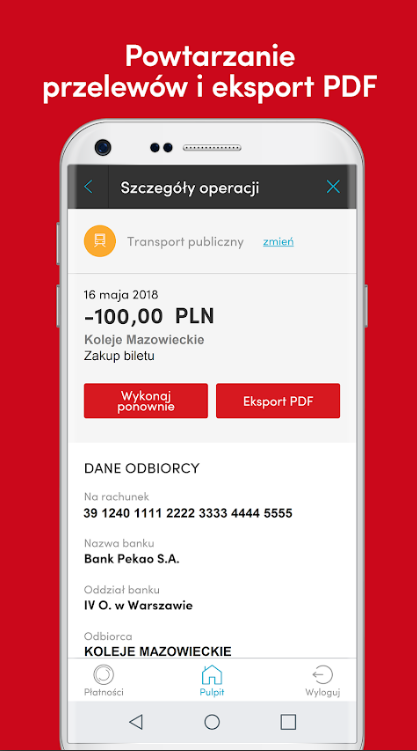 Powtarzanie
przelewów i eksport PDF
Szczegóły operacji
Transport publiczny zmień
16 maja 2018
-100,00 PLN
Koleje Mazowieckie
Zakup biletu
Wykonaj
ponownie
Eksport PDF
DANE ODBIORCY
Na rachunek
39 1240 1111 2222 3333 4444 5555
Nazwa banku
Bank Pekao S.A.
Oddział banku
IV O. w Warszawie
Odbiorca
KOLEJE MAZOWIECKIE
Płatności Pulpit Wyloguj